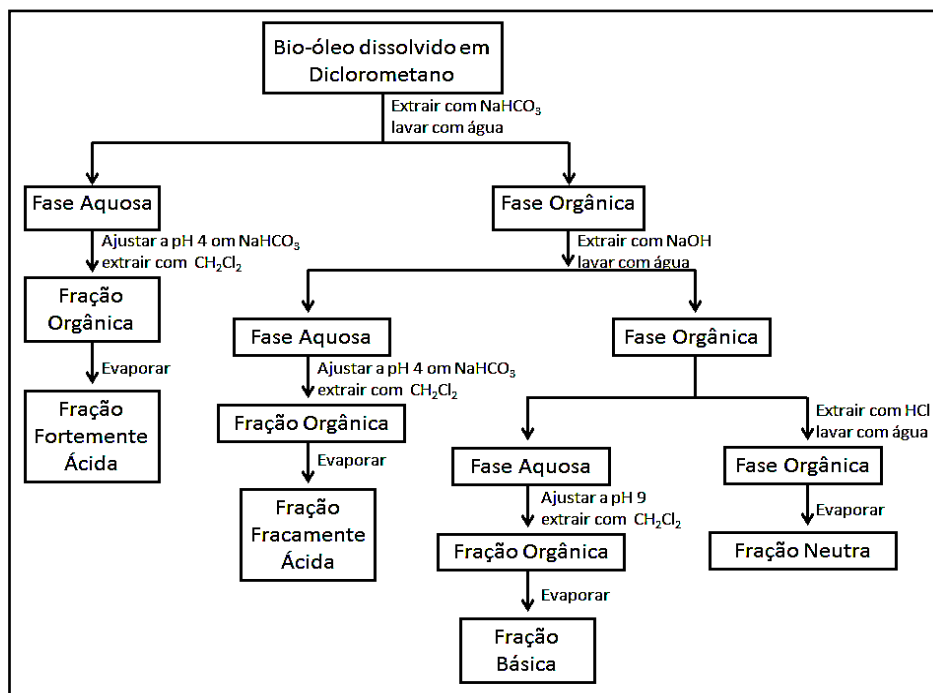 Bio-óleo dissolvido em
Diclorometano
Extrair com NaHCO₃
lavar com água
Fase Aquosa
Fase Orgânica
Ajustar a pH 4 om NaHCO₃
extrair com CH₂Cl₂
Extrair com NaOH
lavar com água
Fração
Orgânica
Fase Aquosa
Fase Orgânica
Evaporar
Ajustar a pH 4 om NaHCO₃
extrair com CH₂Cl₂
Fração
Fortemente
Ácida
Fração Orgânica
Extrair com HCl
lavar com água
Evaporar
Fase Aquosa
Fase Orgânica
Fração
Fracamente
Ácida
Ajustar a pH 9
extrair com CH₂Cl₂
Evaporar
Fração Orgânica
Fração Neutra
Evaporar
Fração
Básica